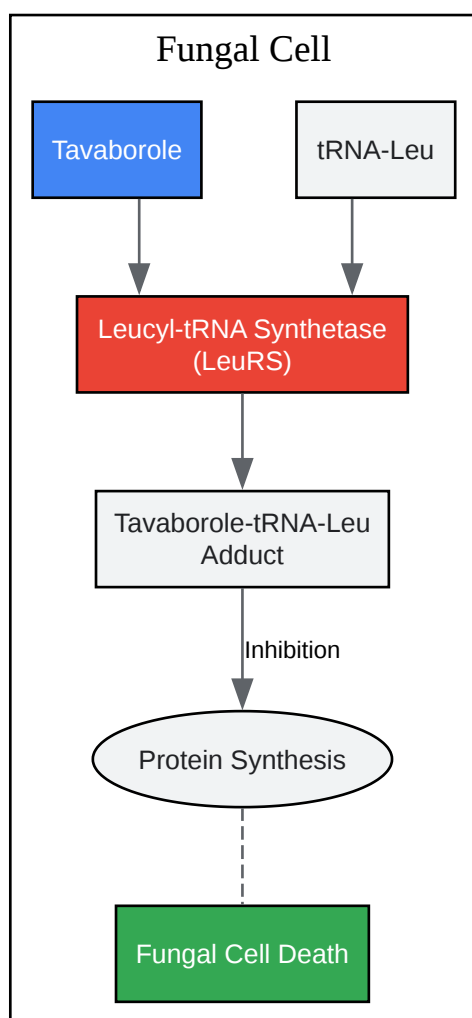 Fungal Cell
Tavaborole
tRNA-Leu
Leucyl-tRNA Synthetase
(LeuRS)
Tavaborole-tRNA-Leu
Adduct
Inhibition
Protein Synthesis
Fungal Cell Death